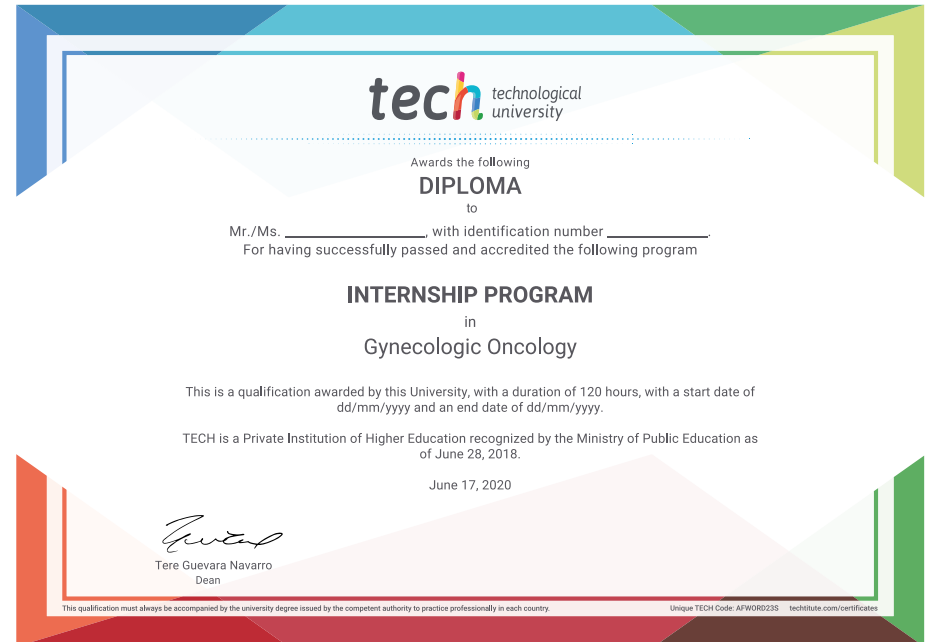 tech technological
university
Awards the following
DIPLOMA
to
Mr./Ms. ____________, with identification number ____________.
For having successfully passed and accredited the following program
INTERNSHIP PROGRAM
in
Gynecologic Oncology
This is a qualification awarded by this University, with a duration of 120 hours, with a start date of
dd/mm/yyyy and an end date of dd/mm/yyyy.
TECH is a Private Institution of Higher Education recognized by the Ministry of Public Education as
of June 28, 2018.
June 17, 2020
Tere Guevara Navarro
Dean
This qualification must always be accompanied by the university degree issued by the competent authority to practice professionally in each country. Unique TECH Code: AFWORD23S techtitute.com/certificates